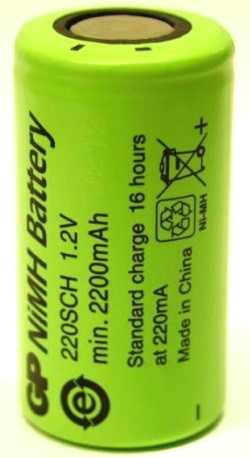 GP NiMH Battery
220SCH 1.2V
min. 2200mAh
Standard charge 16 hours
at 220mA
Made in China
Ni-MH
+
-
e